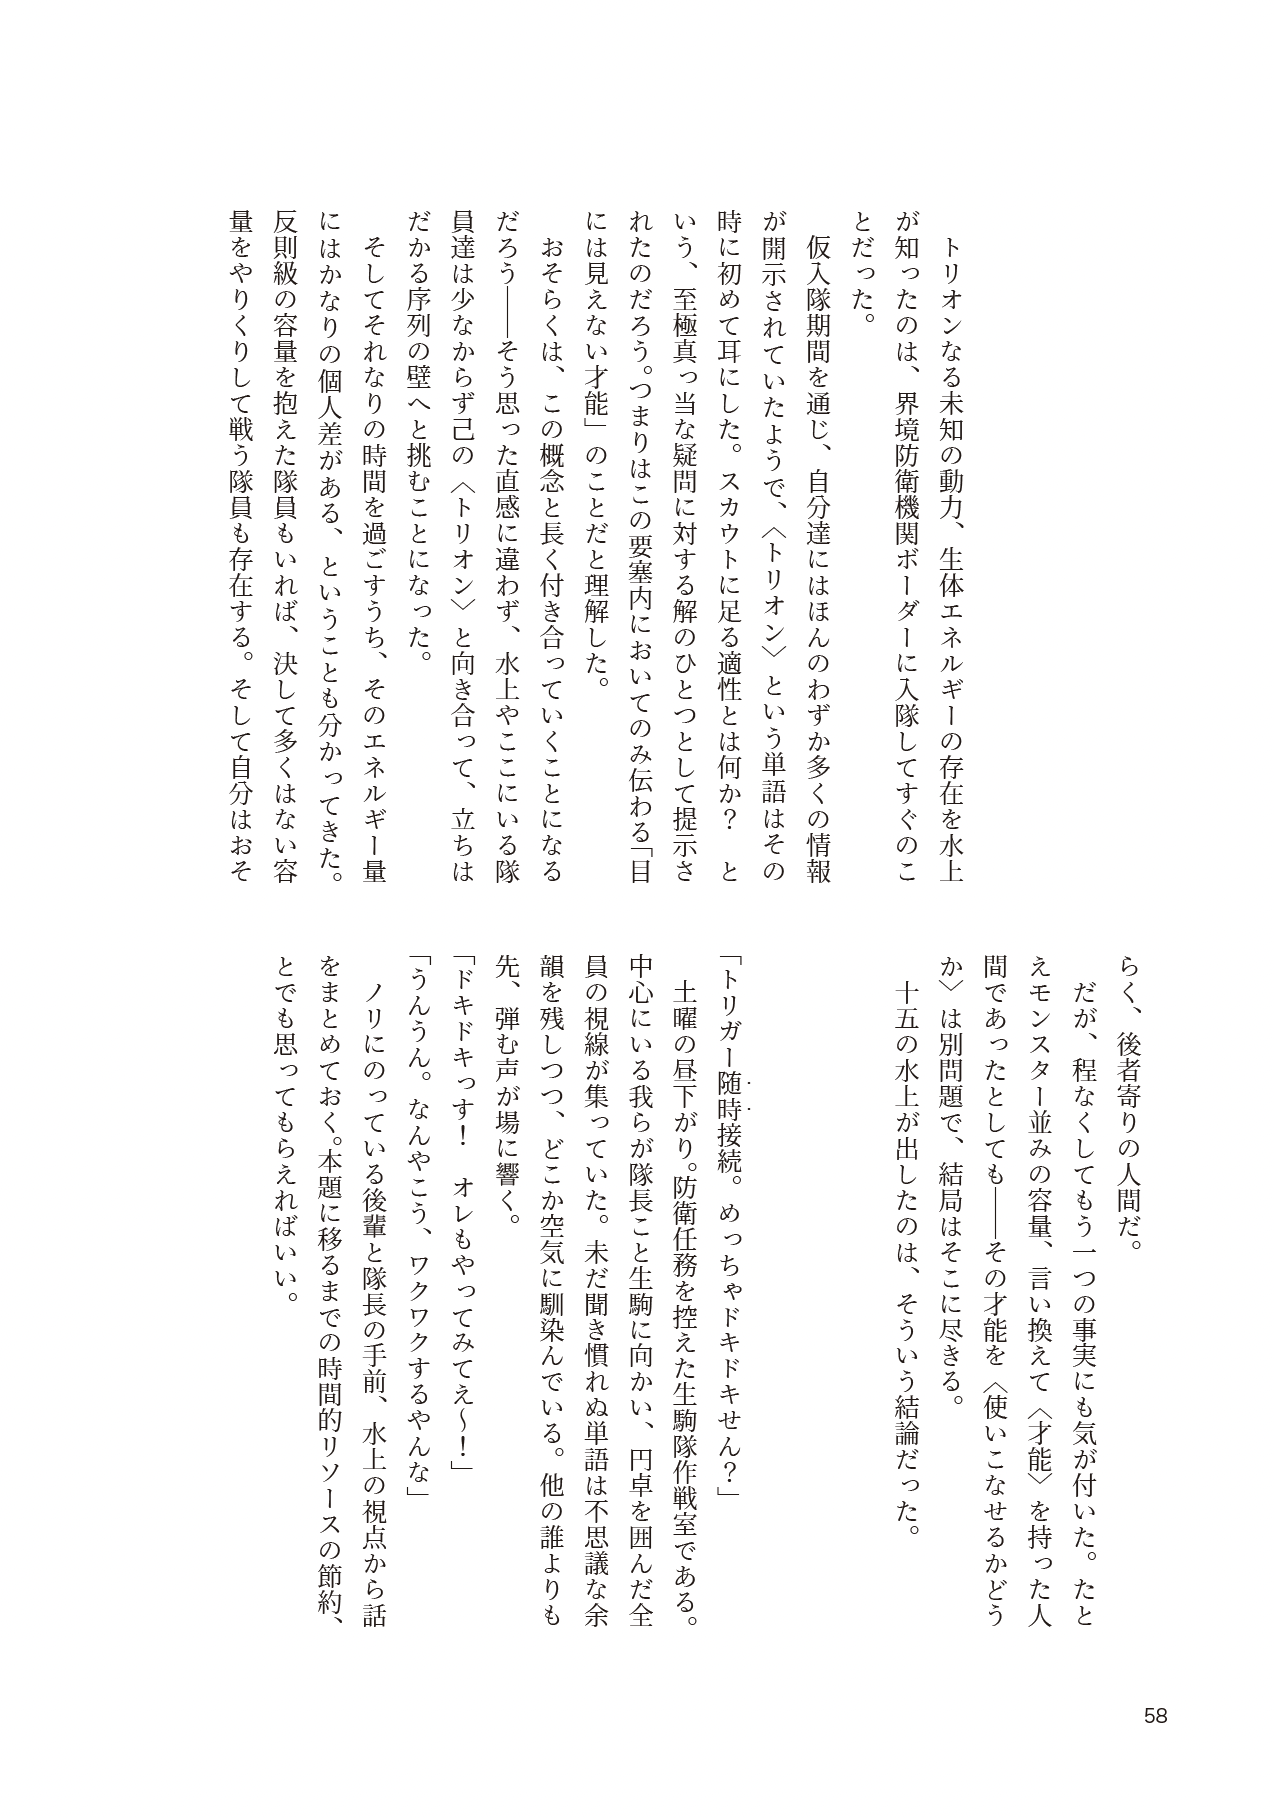 トリオンなる未知の動力、生体エネルギーの存在を水上
が知ったのは、界境防衛機関ボーダーに入隊してすぐのこ
とだった。
　仮入隊期間を通じ、自分達にはほんのわずか多くの情報
が開示されていたようで、〈トリオン〉という単語はその
時に初めて耳にした。スカウトに足る適性とは何か？　と
いう、至極真っ当な疑問に対する解のひとつとして提示さ
れたのだろう。つまりはこの要塞内においてのみ伝わる「目
には見えない才能」のことだと理解した。
　おそらくは、この概念と長く付き合っていくことになる
だろう――そう思った直感に違わず、水上やここにいる隊
員達は少なからず己の〈トリオン〉と向き合って、立ちは
だかる序列の壁へと挑むことになった。
　そしてそれなりの時間を過ごすうち、そのエネルギー量
にはかなりの個人差がある、ということも分かってきた。
反則級の容量を抱えた隊員もいれば、決して多くはない容
量をやりくりして戦う隊員も存在する。そして自分はおそ
らく、後者寄りの人間だ。
　だが、程なくしてもう一つの事実にも気が付いた。たと
えモンスター並みの容量、言い換えて〈才能〉を持った人
間であったとしても――その才能を〈使いこなせるかどう
か〉は別問題で、結局はそこに尽きる。
　十五の水上が出したのは、そういう結論だった。
「トリガー随時接続。めっちゃドキドキせん？」
　土曜の昼下がり。防衛任務を控えた生駒隊作戦室である。
中心にいる我らが隊長こと生駒に向かい、円卓を囲んだ全
員の視線が集っていた。未だ聞き慣れぬ単語は不思議な余
韻を残しつつ、どこか空気に馴染んでいる。他の誰よりも
先、弾む声が場に響く。
「ドキドキっす！　オレもやってみてえ～！」
「うんうん。なんやこう、ワクワクするやんな」
　ノリにのっている後輩と隊長の手前、水上の視点から話
をまとめておく。本題に移るまでの時間的リソースの節約、
とでも思ってもらえればいい。
58